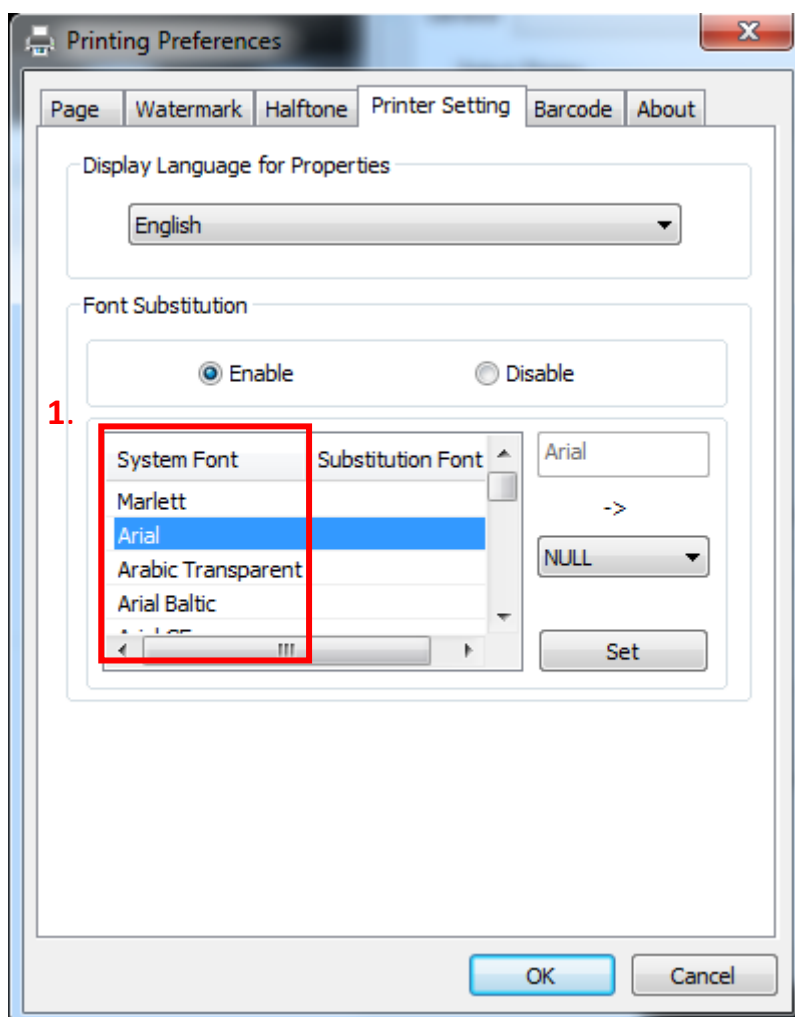 Printing Preferences
Page Watermark Halftone Printer Setting Barcode About
Display Language for Properties
English
Font Substitution
Enable Disable
1.
System Font Substitution Font
Marlett
Arial
Arabic Transparent
Arial Baltic
Arial
->
NULL
Set
OK Cancel